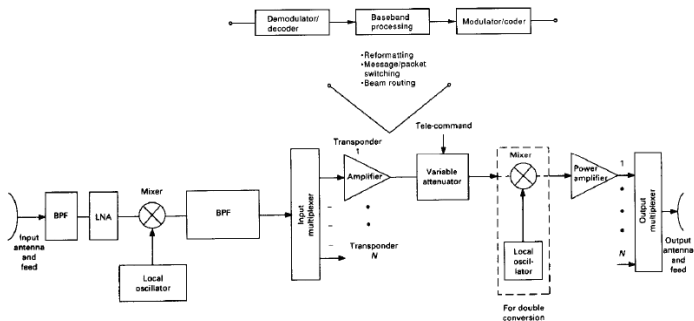 Demodulator/
decoder
Baseband
processing
Modulator/coder
•Reformatting
•Message/packet
switching
•Beam routing
Tele-command
Transponder
1
Mixer
Amplifier
Variable
attenuator
Power
amplifier
1
Mixer
BPF
LNA
BPF
Input
multiplexer
Output
multiplexer
Input
antenna
and
feed
Local
oscillator
Transponder
N
Local
oscil-
lator
N
Output
antenna
and feed
For double
conversion